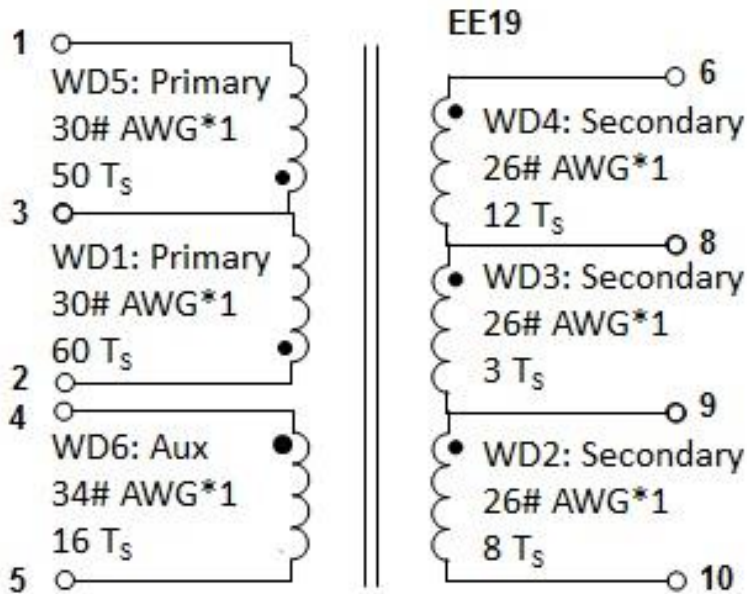 EE19
1
WD5: Primary
30# AWG*1
50 TS
3
WD1: Primary
30# AWG*1
60 TS
2
4
WD6: Aux
34# AWG*1
16 TS
5
6
WD4: Secondary
26# AWG*1
12 TS
8
WD3: Secondary
26# AWG*1
3 TS
9
WD2: Secondary
26# AWG*1
8 TS
10